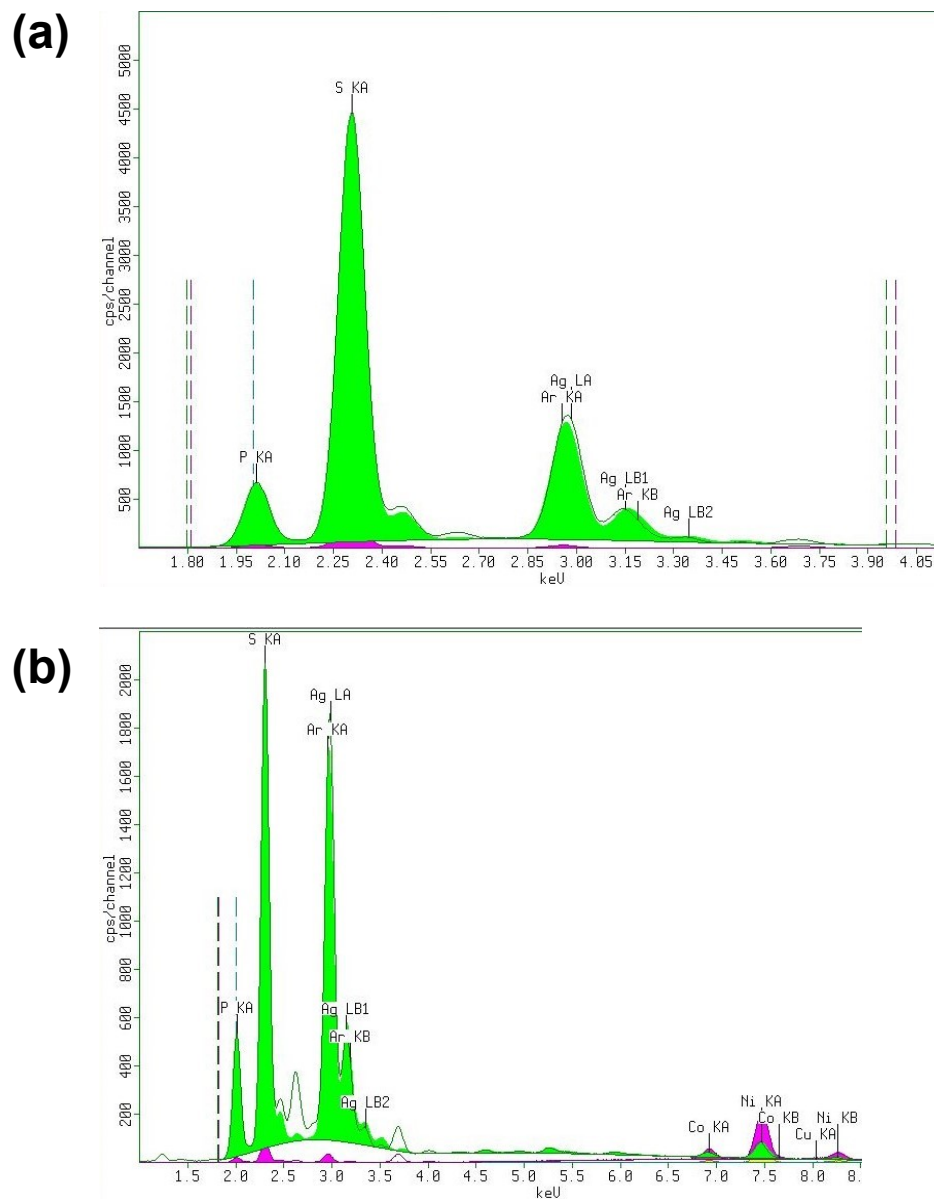 (a)
5000
4500
4000
3500
3000
2500
2000
1500
1000
500
cps/channel
S KA
P KA
Ag LA
Ar KA
Ag LB1
Ar KB
Ag LB2
1.80 1.95 2.10 2.25 2.40 2.55 2.70 2.85 3.00 3.15 3.30 3.45 3.60 3.75 3.90 4.05
keV
(b)
2000
1800
1600
1400
1200
1000
800
600
400
200
cps/channel
S KA
Ag LA
Ar KA
P KA
Ag LB1
Ar KB
Ag LB2
Ni KA
Co KA
Co KB
Ni KB
Cu KA
1.5 2.0 2.5 3.0 3.5 4.0 4.5 5.0 5.5 6.0 6.5 7.0 7.5 8.0 8.
keV